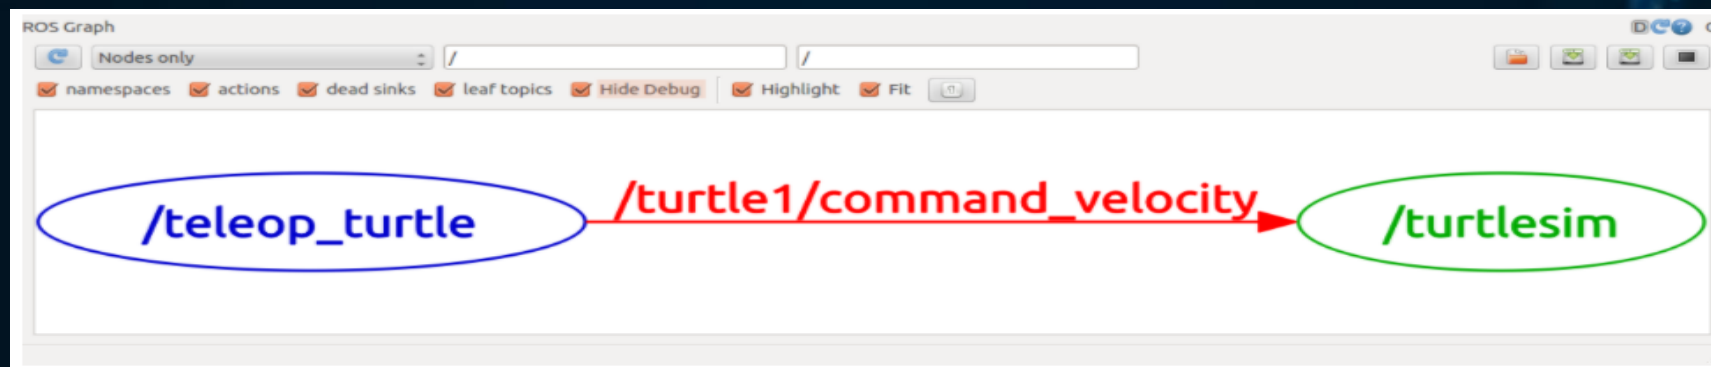 ROS Graph D
Nodes only / /
namespaces actions dead sinks leaf topics Hide Debug Highlight Fit
/teleop_turtle /turtle1/command_velocity /turtlesim